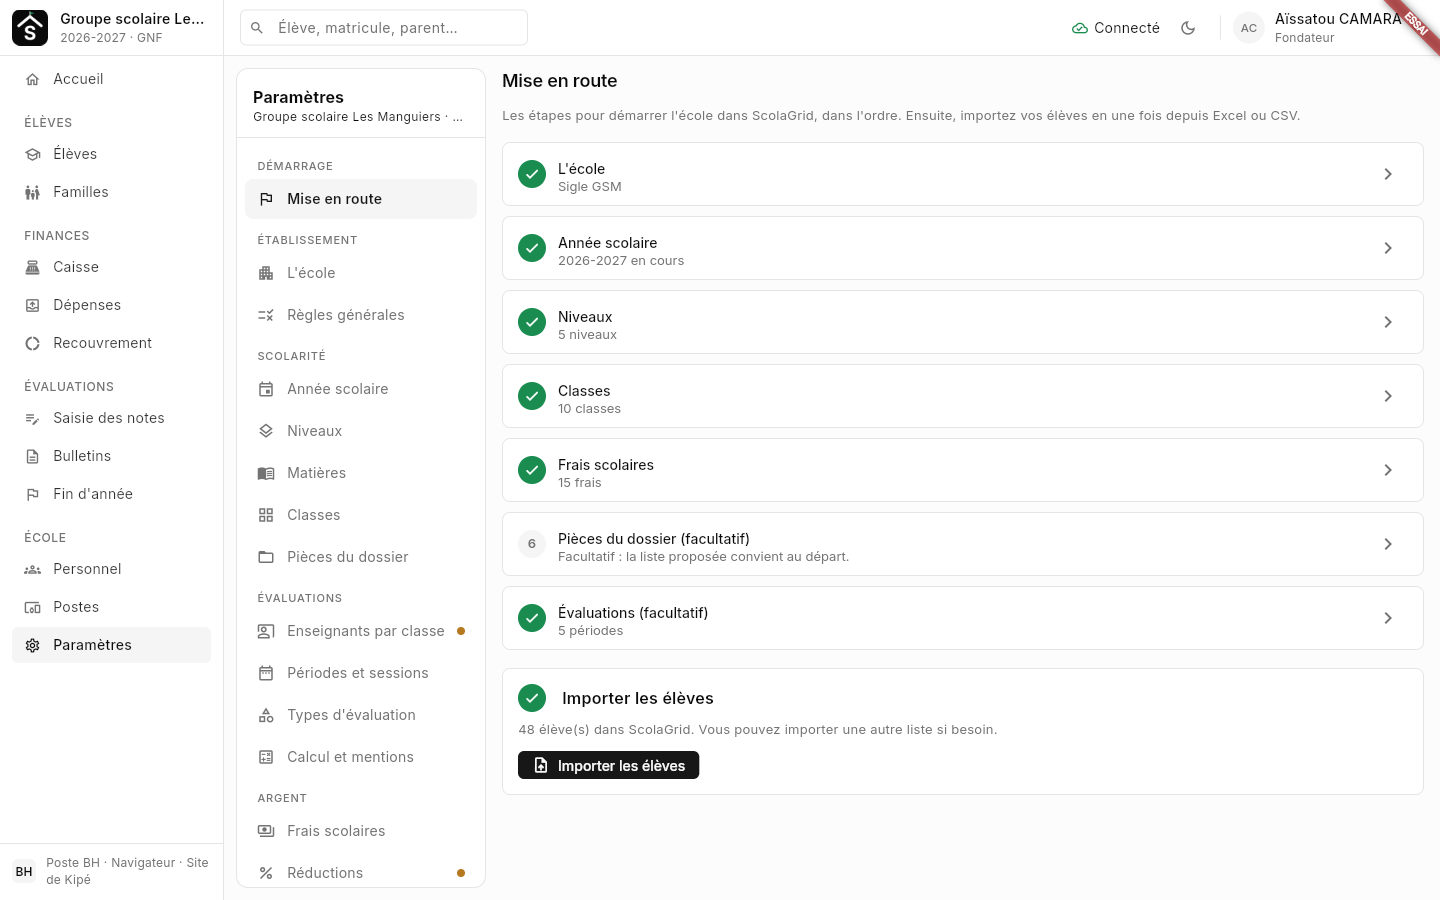 Groupe scolaire Le...
2026-2027 · GNF
Élève, matricule, parent...
Connecté
AC
Aïssatou CAMARA
Fondateur
ESSAI
Accueil
ÉLÈVES
Élèves
Familles
FINANCES
Caisse
Dépenses
Recouvrement
ÉVALUATIONS
Saisie des notes
Bulletins
Fin d'année
ÉCOLE
Personnel
Postes
Paramètres
BH
Poste BH · Navigateur · Site
de Kipé
Paramètres
Groupe scolaire Les Manguiers · ...
DÉMARRAGE
Mise en route
ÉTABLISSEMENT
L'école
Règles générales
SCOLARITÉ
Année scolaire
Niveaux
Matières
Classes
Pièces du dossier
ÉVALUATIONS
Enseignants par classe
Périodes et sessions
Types d'évaluation
Calcul et mentions
ARGENT
Frais scolaires
Réductions
Mise en route
Les étapes pour démarrer l'école dans ScolaGrid, dans l'ordre. Ensuite, importez vos élèves en une fois depuis Excel ou CSV.
L'école
Sigle GSM
Année scolaire
2026-2027 en cours
Niveaux
5 niveaux
Classes
10 classes
Frais scolaires
15 frais
6
Pièces du dossier (facultatif)
Facultatif : la liste proposée convient au départ.
Évaluations (facultatif)
5 périodes
Importer les élèves
48 élève(s) dans ScolaGrid. Vous pouvez importer une autre liste si besoin.
Importer les élèves